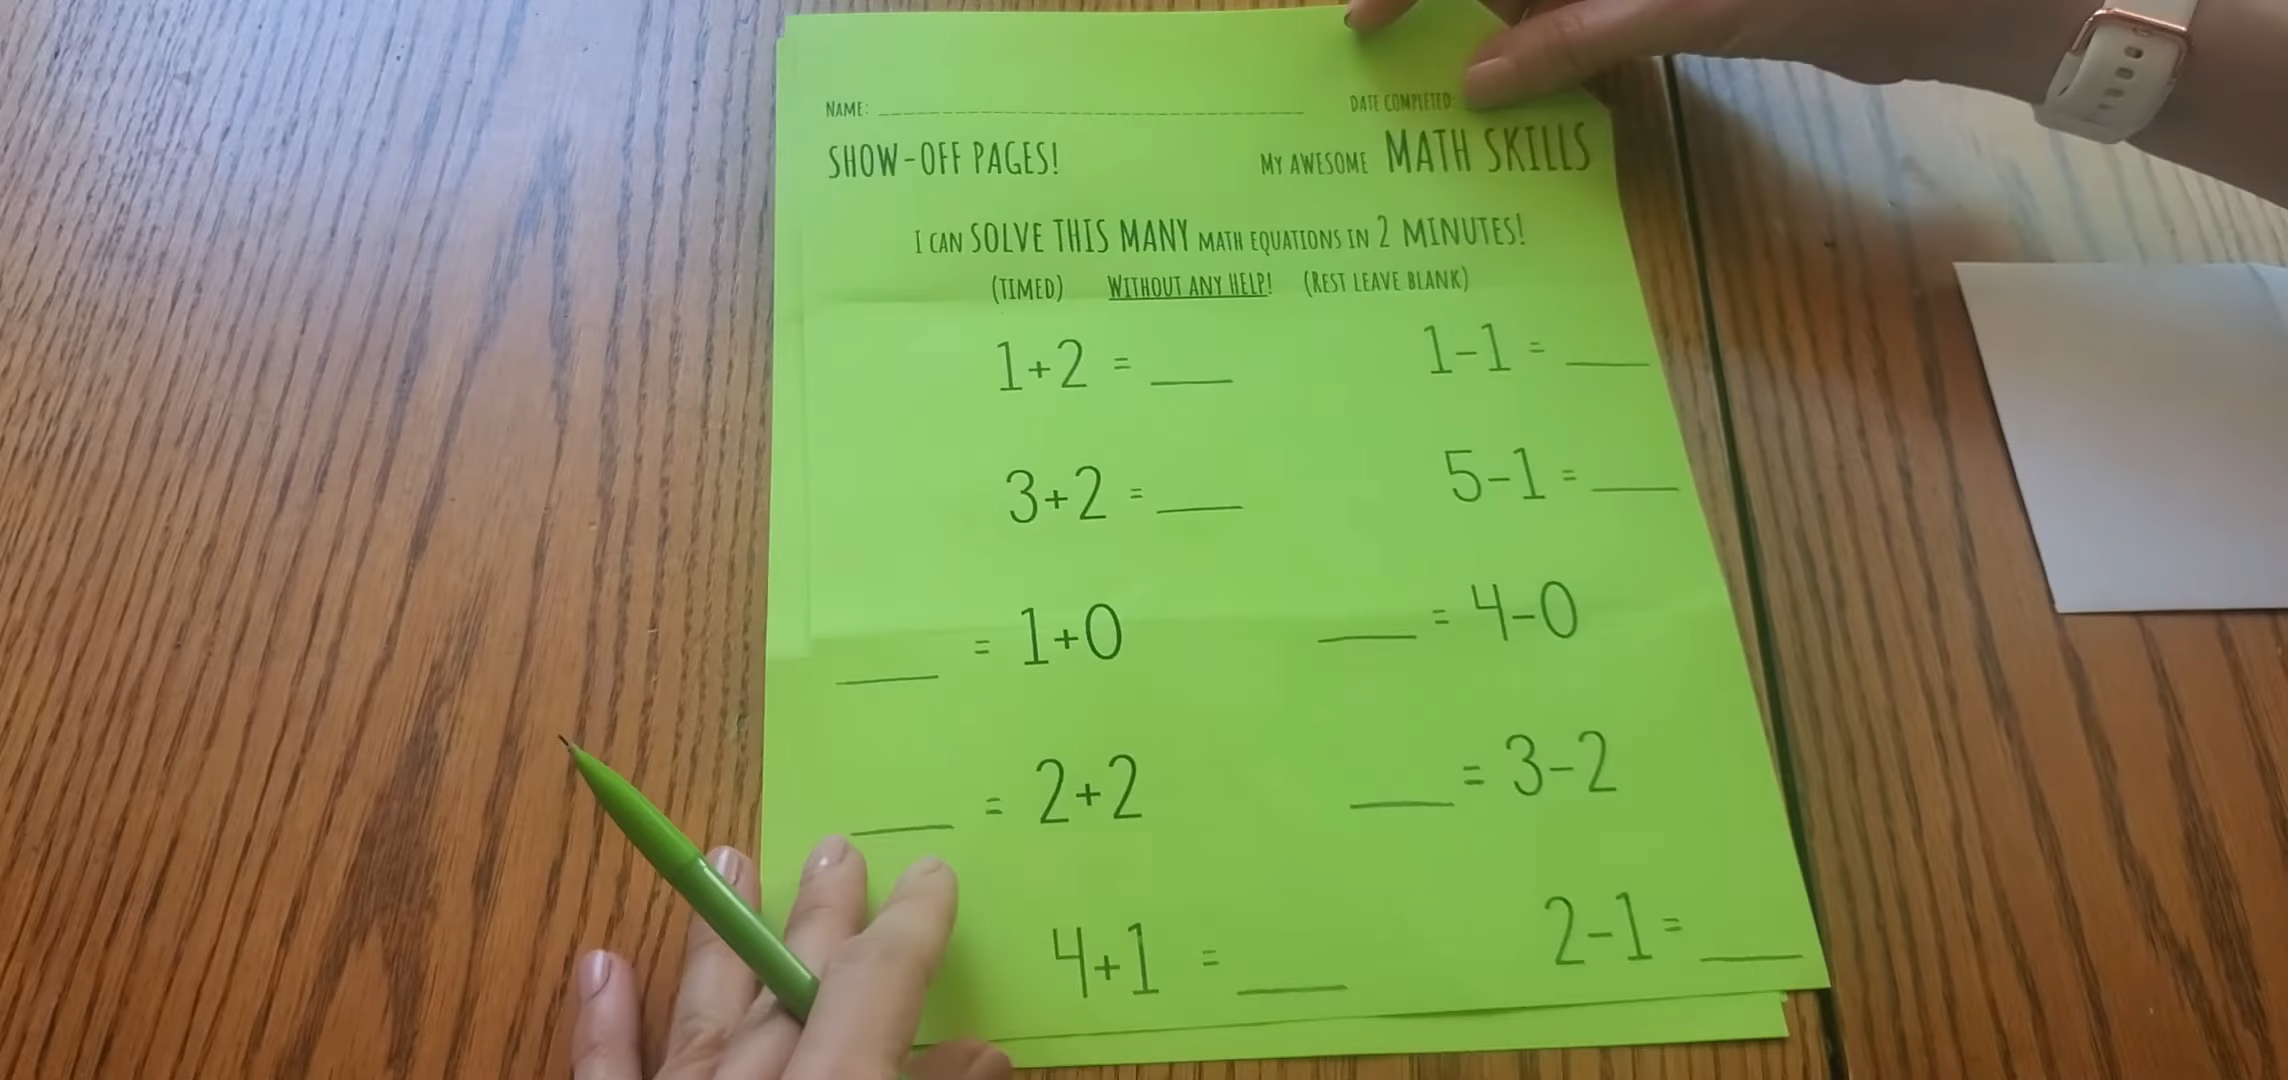 NAME: DATE COMPLETED:
SHOW-OFF PAGES! MY AWESOME MATH SKILLS
I CAN SOLVE THIS MANY MATH EQUATIONS IN 2 MINUTES!
(TIMED) WITHOUT ANY HELP! (REST LEAVE BLANK)
1+2 = ___ 1-1 = ___
3+2 = ___ 5-1 = ___
___ = 1+0 ___ = 4-0
___ = 2+2 ___ = 3-2
4+1 = ___ 2-1 = ___